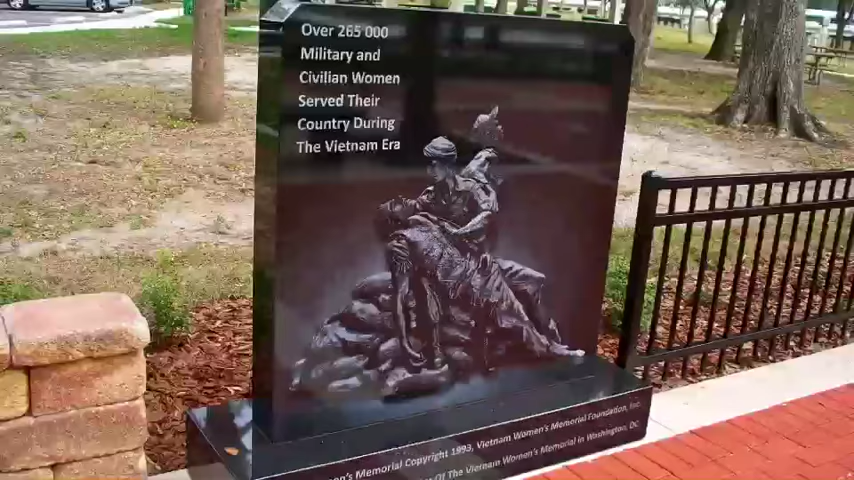 Over 265 000
Military and
Civilian Women
Served Their
Country During
The Vietnam Era
Women's Memorial Copyright 1993, Vietnam Women's Memorial Foundation, Inc.
Of The Vietnam Women's Memorial in Washington, DC